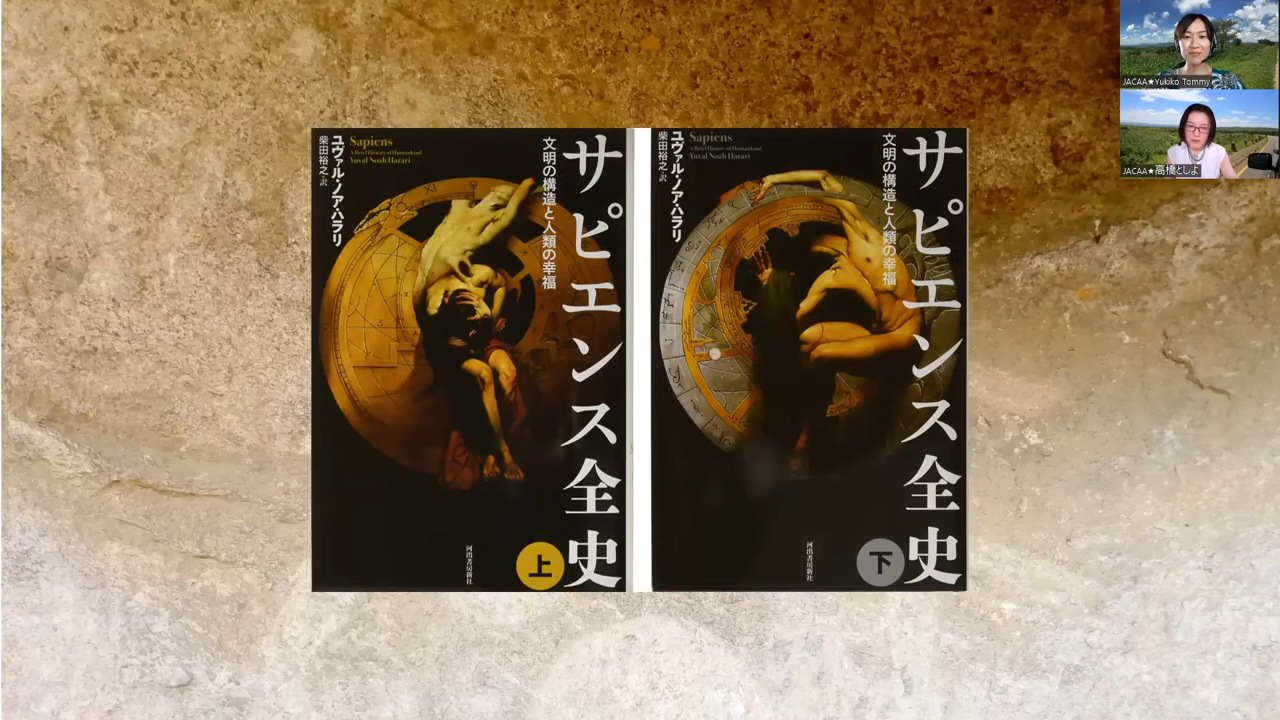 サピエンス全史
文明の構造と人類の幸福
Sapiens
A Brief History of Humankind
Yuval Noah Harari
ユヴァル・ノア・ハラリ
柴田裕之・訳
上
河出書房新社
サピエンス全史
文明の構造と人類の幸福
Sapiens
A Brief History of Humankind
Yuval Noah Harari
ユヴァル・ノア・ハラリ
柴田裕之・訳
下
河出書房新社
JACAA★Yukiko Tommy
JACAA★高橋としよ